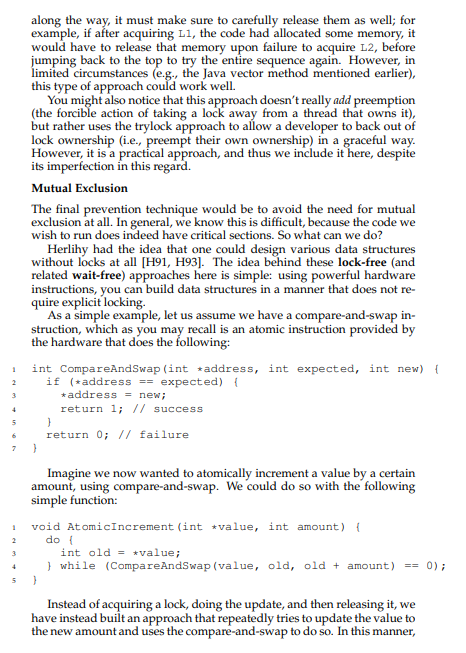 along the way, it must make sure to carefully release them as well; for
example, if after acquiring L1, the code had allocated some memory, it
would have to release that memory upon failure to acquire L2, before
jumping back to the top to try the entire sequence again. However, in
limited circumstances (e.g., the Java vector method mentioned earlier),
this type of approach could work well.
You might also notice that this approach doesn't really add preemption
(the forcible action of taking a lock away from a thread that owns it),
but rather uses the trylock approach to allow a developer to back out of
lock ownership (i.e., preempt their own ownership) in a graceful way.
However, it is a practical approach, and thus we include it here, despite
its imperfection in this regard.
Mutual Exclusion
The final prevention technique would be to avoid the need for mutual
exclusion at all. In general, we know this is difficult, because the code we
wish to run does indeed have critical sections. So what can we do?
Herlihy had the idea that one could design various data structures
without locks at all [H91, H93]. The idea behind these lock-free (and
related wait-free) approaches here is simple: using powerful hardware
instructions, you can build data structures in a manner that does not re-
quire explicit locking.
As a simple example, let us assume we have a compare-and-swap in-
struction, which as you may recall is an atomic instruction provided by
the hardware that does the following:
1 int CompareAndSwap(int *address, int expected, int new) {
2 if (*address == expected) {
3 *address = new;
4 return 1; // success
5 }
6 return 0; // failure
7 }
Imagine we now wanted to atomically increment a value by a certain
amount, using compare-and-swap. We could do so with the following
simple function:
1 void AtomicIncrement(int *value, int amount) {
2 do {
3 int old = *value;
4 } while (CompareAndSwap(value, old, old + amount) == 0);
5 }
Instead of acquiring a lock, doing the update, and then releasing it, we
have instead built an approach that repeatedly tries to update the value to
the new amount and uses the compare-and-swap to do so. In this manner,